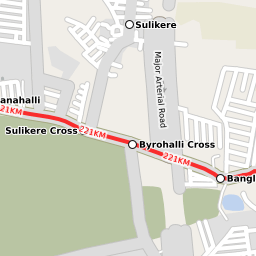 Sulikere
Major Arterial Road
anahalli
21KM
Sulikere Cross
221KM
Byrohalli Cross
221KM
Bangl